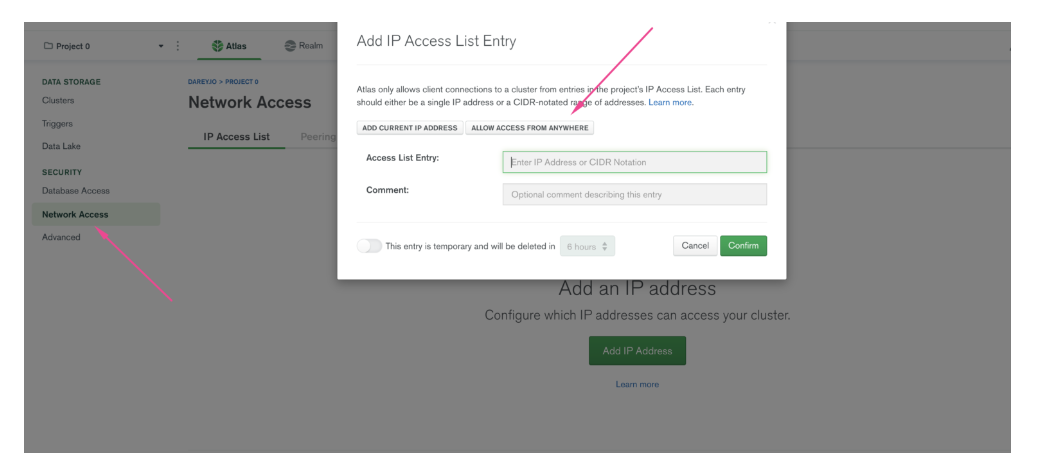 Project 0
Atlas
Realm
DATA STORAGE
Clusters
Triggers
Data Lake
SECURITY
Database Access
Network Access
Advanced
DAREYJO > PROJECT 0
Network Access
IP Access List
Peering
Add IP Access List Entry
Atlas only allows client connections to a cluster from entries in the project's IP Access List. Each entry
should either be a single IP address or a CIDR-notated range of addresses. Learn more.
ADD CURRENT IP ADDRESS
ALLOW ACCESS FROM ANYWHERE
Access List Entry:
Enter IP Address or CIDR Notation
Comment:
Optional comment describing this entry
This entry is temporary and will be deleted in
6 hours
Cancel
Confirm
Add an IP address
Configure which IP addresses can access your cluster.
Add IP Address
Learn more